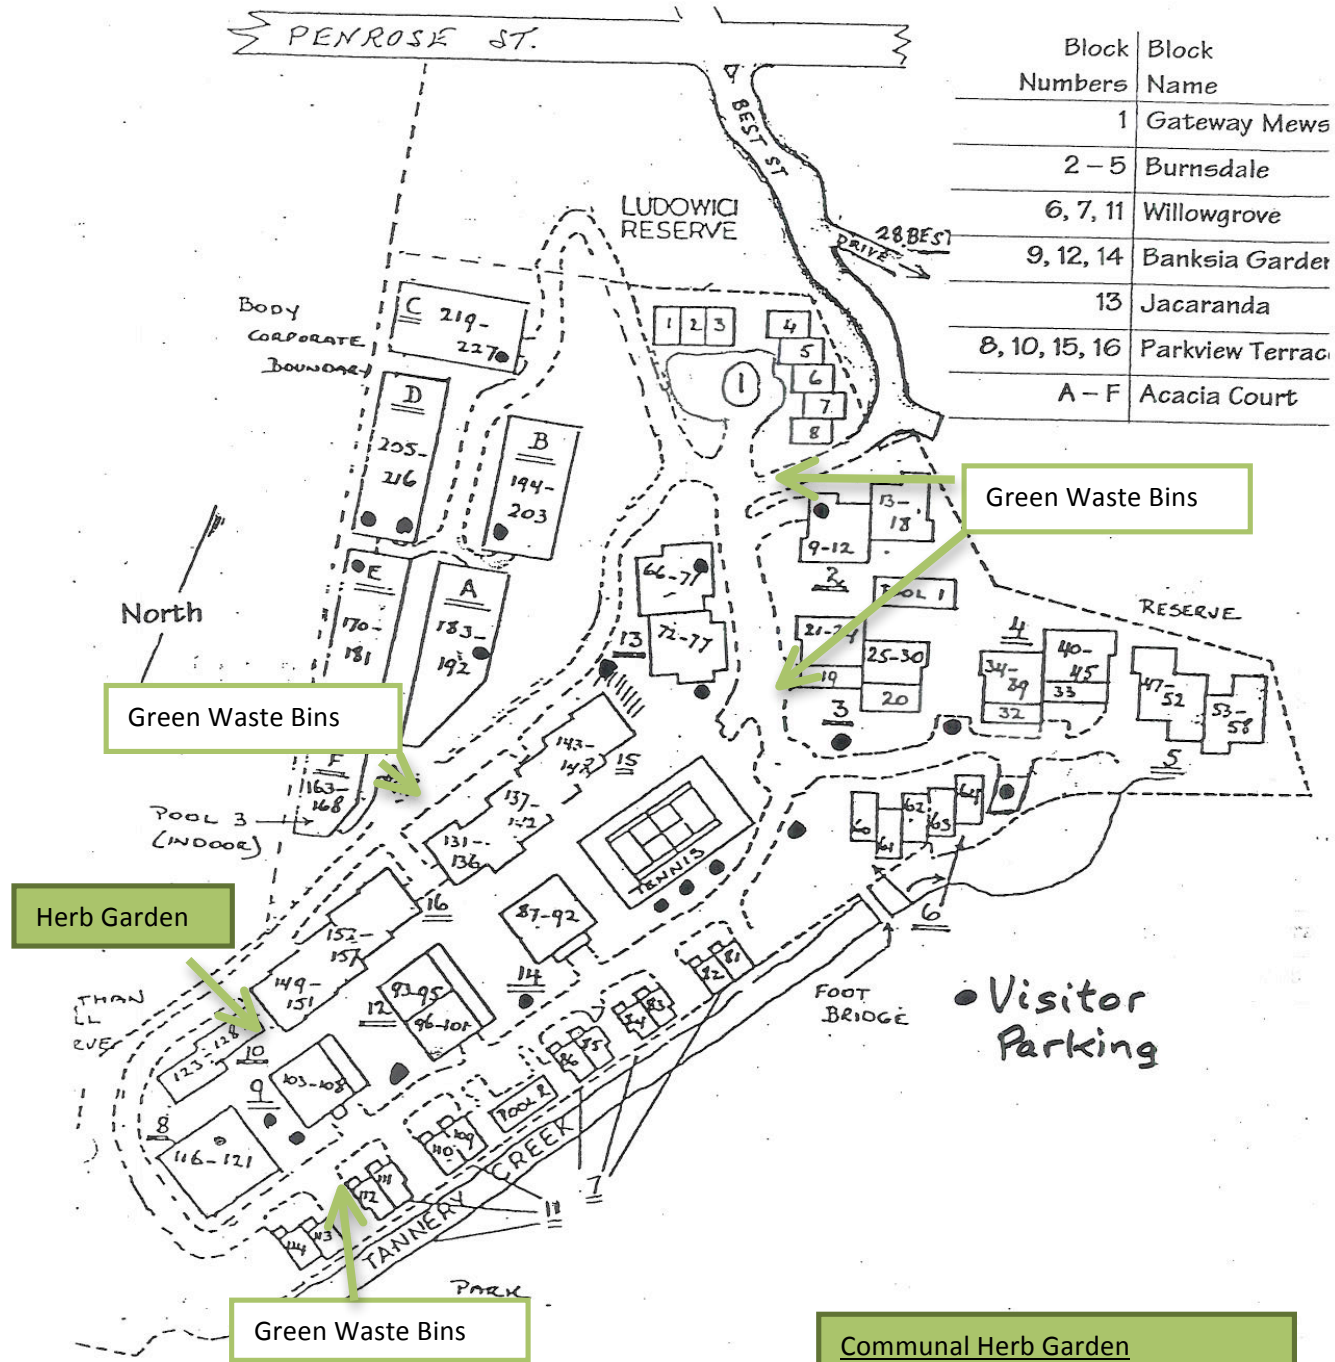 PENROSE ST.
BEST ST
Block Numbers | Block Name
1 | Gateway Mews
2 – 5 | Burnsdale
6, 7, 11 | Willowgrove
9, 12, 14 | Banksia Garden
13 | Jacaranda
8, 10, 15, 16 | Parkview Terrac
A – F | Acacia Court
LUDOWICI
RESERVE
DRIVE
28 BEST
BODY
CORPORATE
BOUNDARY
C 219-
227
D
205-
216
B
194-
203
E
170-
181
A
183-
192
F
163-
168
1 2 3
4
5
6
7
8
1
Green Waste Bins
13-
18
9-12
2
POOL 1
66-71
72-77
13
21-24
19
25-30
20
3
4
34-
39
32
40-
45
33
RESERVE
47-
52
53-
58
5
North
Green Waste Bins
POOL 3
(INDOOR)
143-
15
137-
131-
136
16
TENNIS
60
61
62
63
64
6
Herb Garden
152-
157
149-
151
87-92
14
93-95
96-101
12
82 81
83
86 85
FOOT
BRIDGE
Visitor
Parking
THAN
LL
RVE
123-128
10
9
103-108
8
116-121
POOL 2
110 109
112 111
114 113
7
11
TANNERY CREEK
PARK
Green Waste Bins
Communal Herb Garden